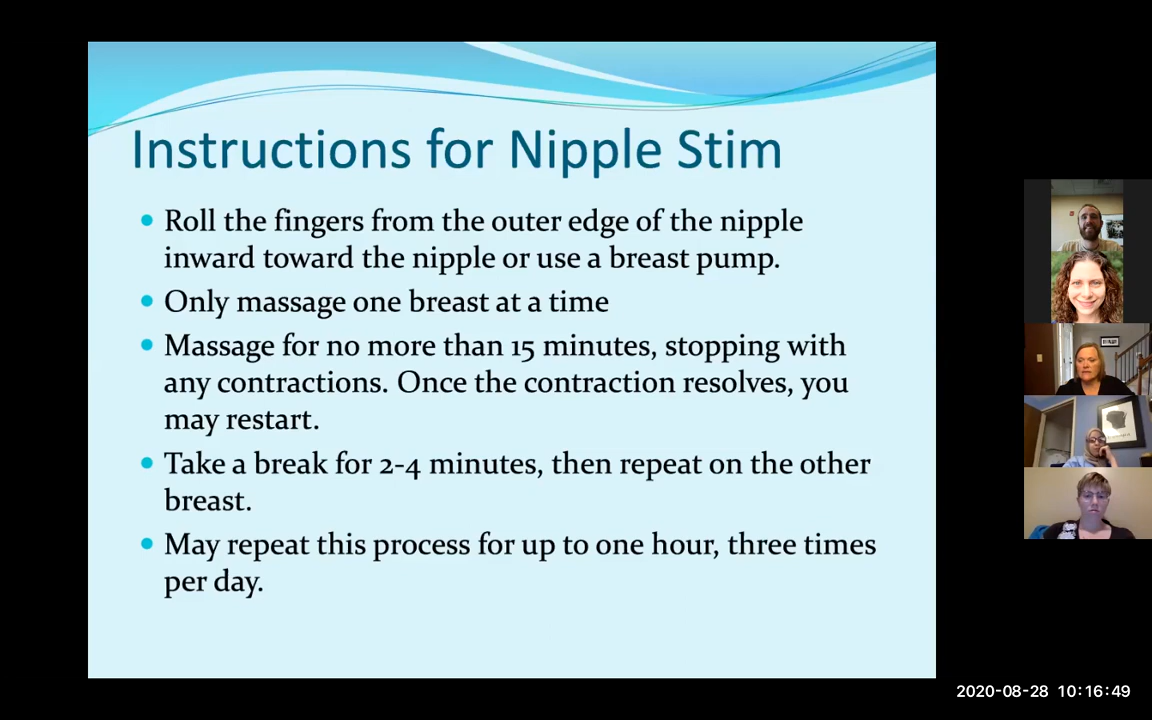 Instructions for Nipple Stim
• Roll the fingers from the outer edge of the nipple
inward toward the nipple or use a breast pump.
• Only massage one breast at a time
• Massage for no more than 15 minutes, stopping with
any contractions. Once the contraction resolves, you
may restart.
• Take a break for 2-4 minutes, then repeat on the other
breast.
• May repeat this process for up to one hour, three times
per day.
2020-08-28 10:16:49